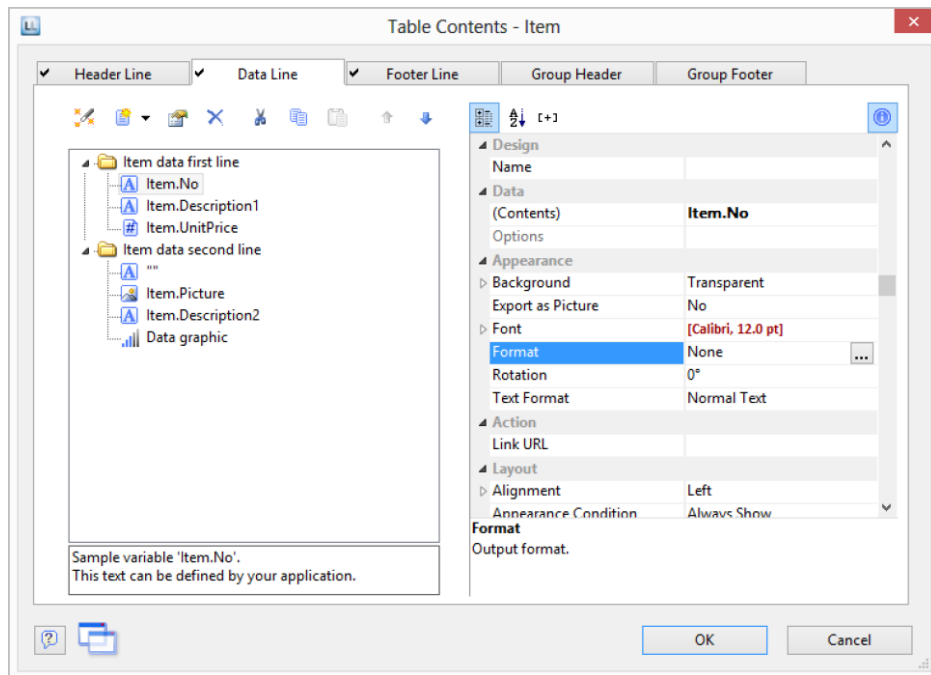 Table Contents - Item
Header Line
Data Line
Footer Line
Group Header
Group Footer
Item data first line
Item.No
Item.Description1
Item.UnitPrice
Item data second line
""
Item.Picture
Item.Description2
Data graphic
Sample variable 'Item.No'.
This text can be defined by your application.
Design
Name
Data
(Contents) Item.No
Options
Appearance
Background Transparent
Export as Picture No
Font [Calibri, 12.0 pt]
Format None ...
Rotation 0°
Text Format Normal Text
Action
Link URL
Layout
Alignment Left
Appearance Condition Always Show
Format
Output format.
OK
Cancel